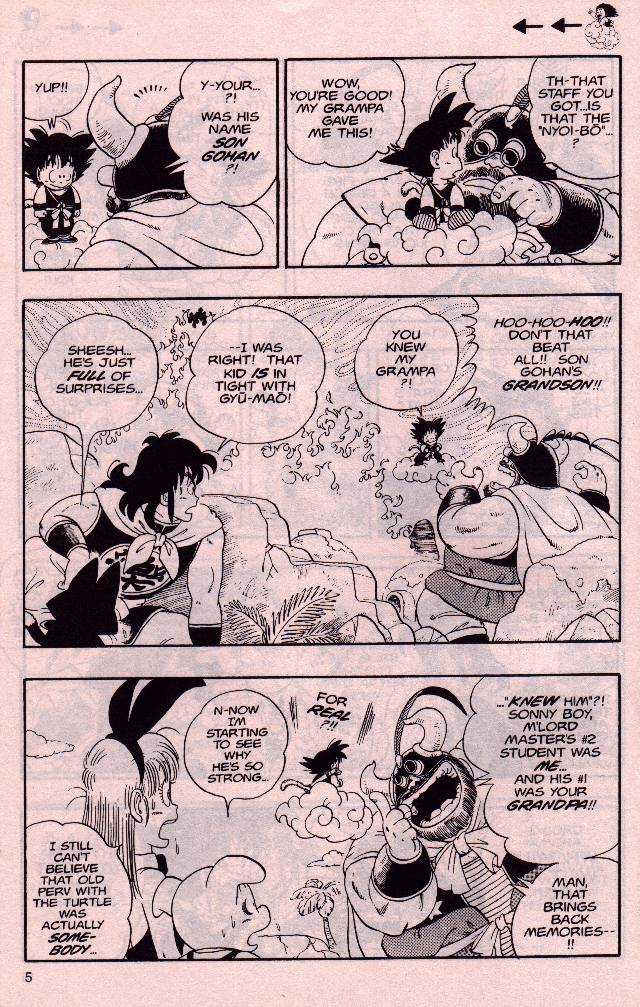 TH-THAT
STAFF YOU
GOT...IS
THAT THE
"NYOI-BŌ"...
?
WOW,
YOU'RE GOOD!
MY GRAMPA
GAVE
ME THIS!
Y-YOUR...
?!
WAS HIS
NAME
SON
GOHAN
?!
YUP!!
HOO-HOO-HOO!!
DON'T THAT
BEAT
ALL!! SON
GOHAN'S
GRANDSON!!
YOU
KNEW
MY
GRAMPA
?!
--I WAS
RIGHT! THAT
KID IS IN
TIGHT WITH
GYŪ-MAŌ!
SHEESH...
HE'S JUST
FULL OF
SURPRISES...
..."KNEW HIM"?!
SONNY BOY,
M'LORD
MASTER'S #2
STUDENT WAS
ME...
AND HIS #1
WAS YOUR
GRANDPA!!
MAN,
THAT
BRINGS
BACK
MEMORIES--
!!
FOR
REAL
?!!
N-NOW
I'M
STARTING
TO SEE
WHY
HE'S SO
STRONG...
I STILL
CAN'T
BELIEVE
THAT OLD
PERV WITH
THE TURTLE
WAS
ACTUALLY
SOME-
BODY...
5